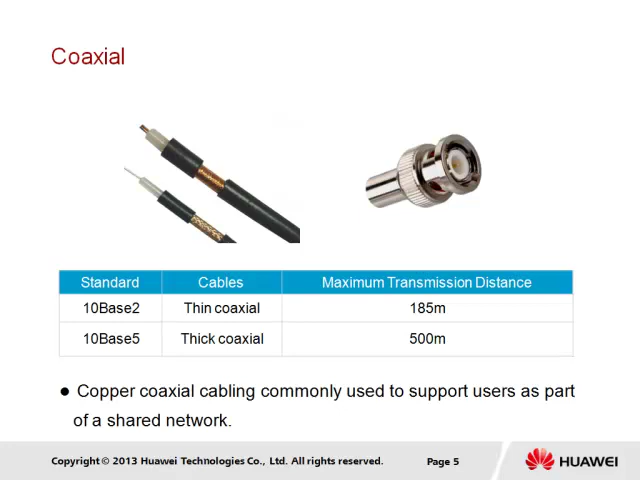 Coaxial
Standard Cables Maximum Transmission Distance
10Base2 Thin coaxial 185m
10Base5 Thick coaxial 500m
● Copper coaxial cabling commonly used to support users as part
of a shared network.
Copyright © 2013 Huawei Technologies Co., Ltd. All rights reserved. Page 5 HUAWEI